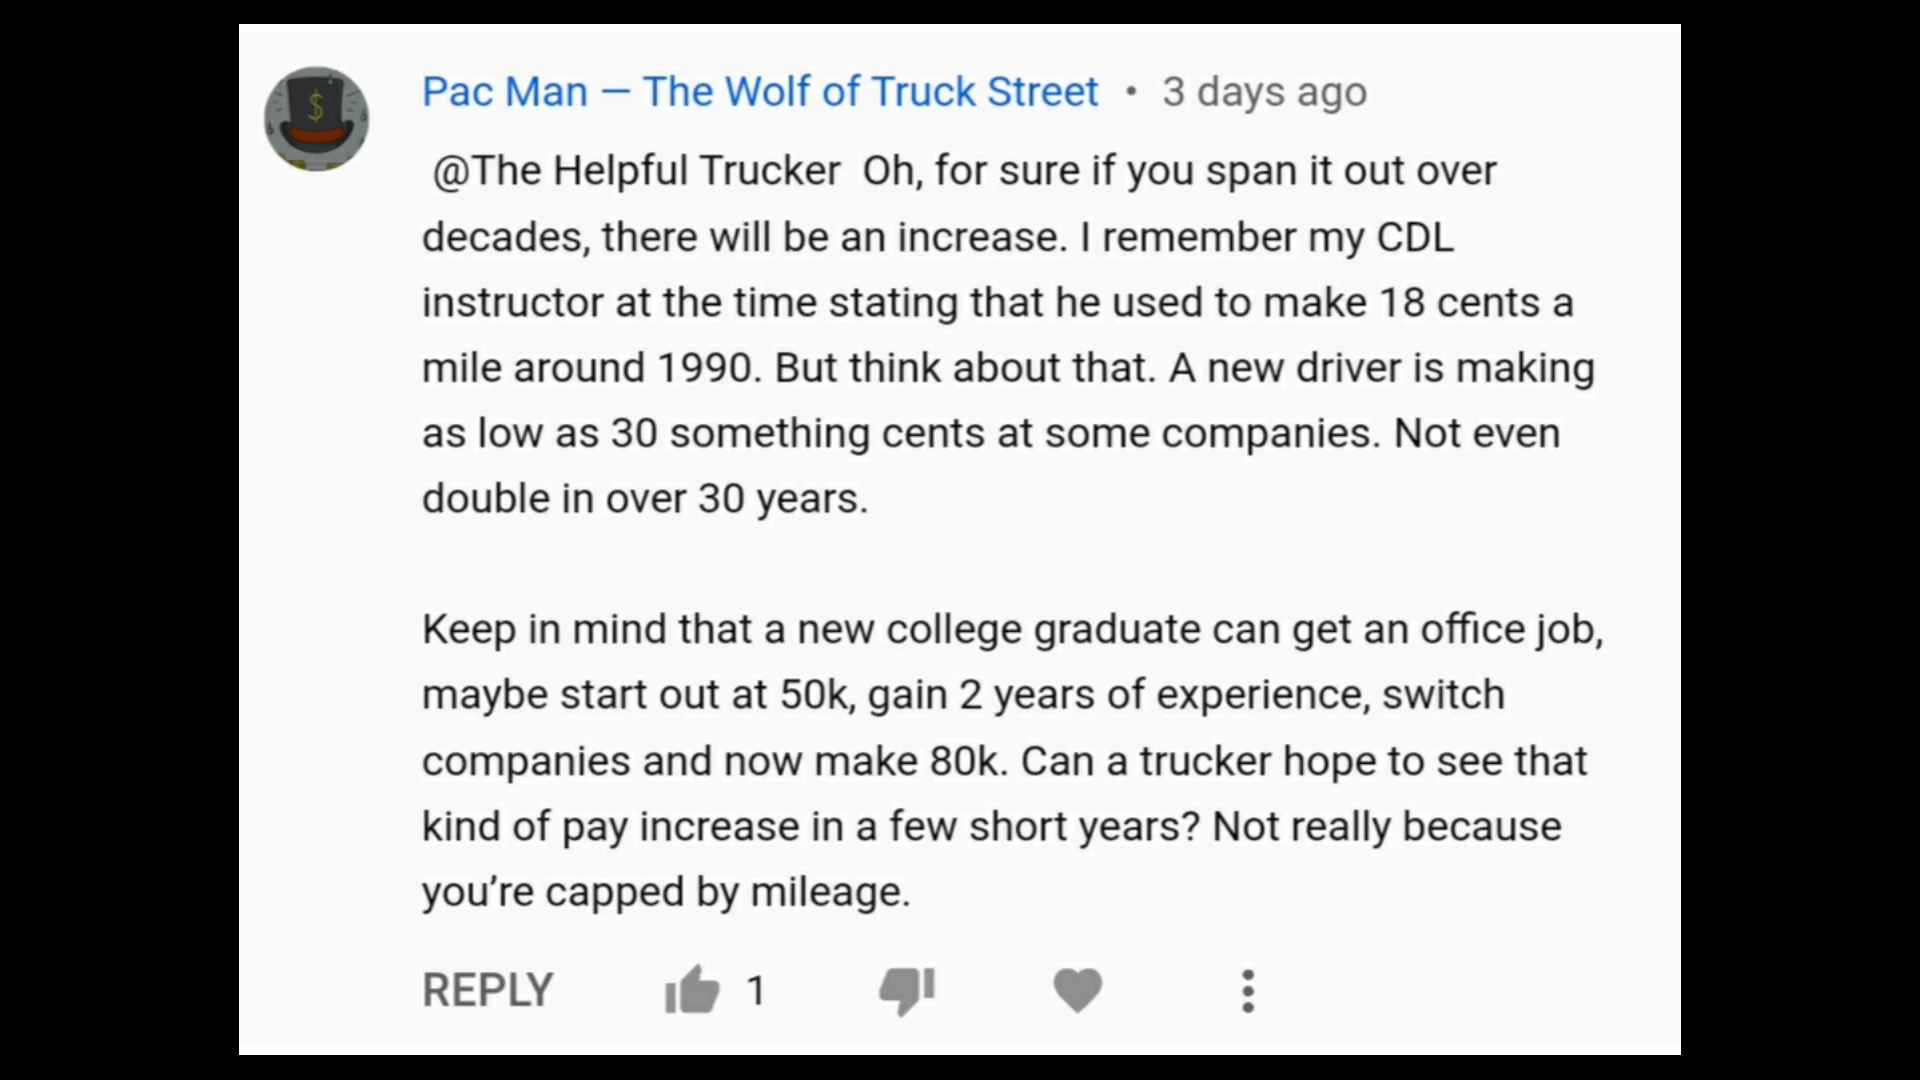 Pac Man — The Wolf of Truck Street • 3 days ago
$
@The Helpful Trucker Oh, for sure if you span it out over
decades, there will be an increase. I remember my CDL
instructor at the time stating that he used to make 18 cents a
mile around 1990. But think about that. A new driver is making
as low as 30 something cents at some companies. Not even
double in over 30 years.
Keep in mind that a new college graduate can get an office job,
maybe start out at 50k, gain 2 years of experience, switch
companies and now make 80k. Can a trucker hope to see that
kind of pay increase in a few short years? Not really because
you’re capped by mileage.
REPLY 1